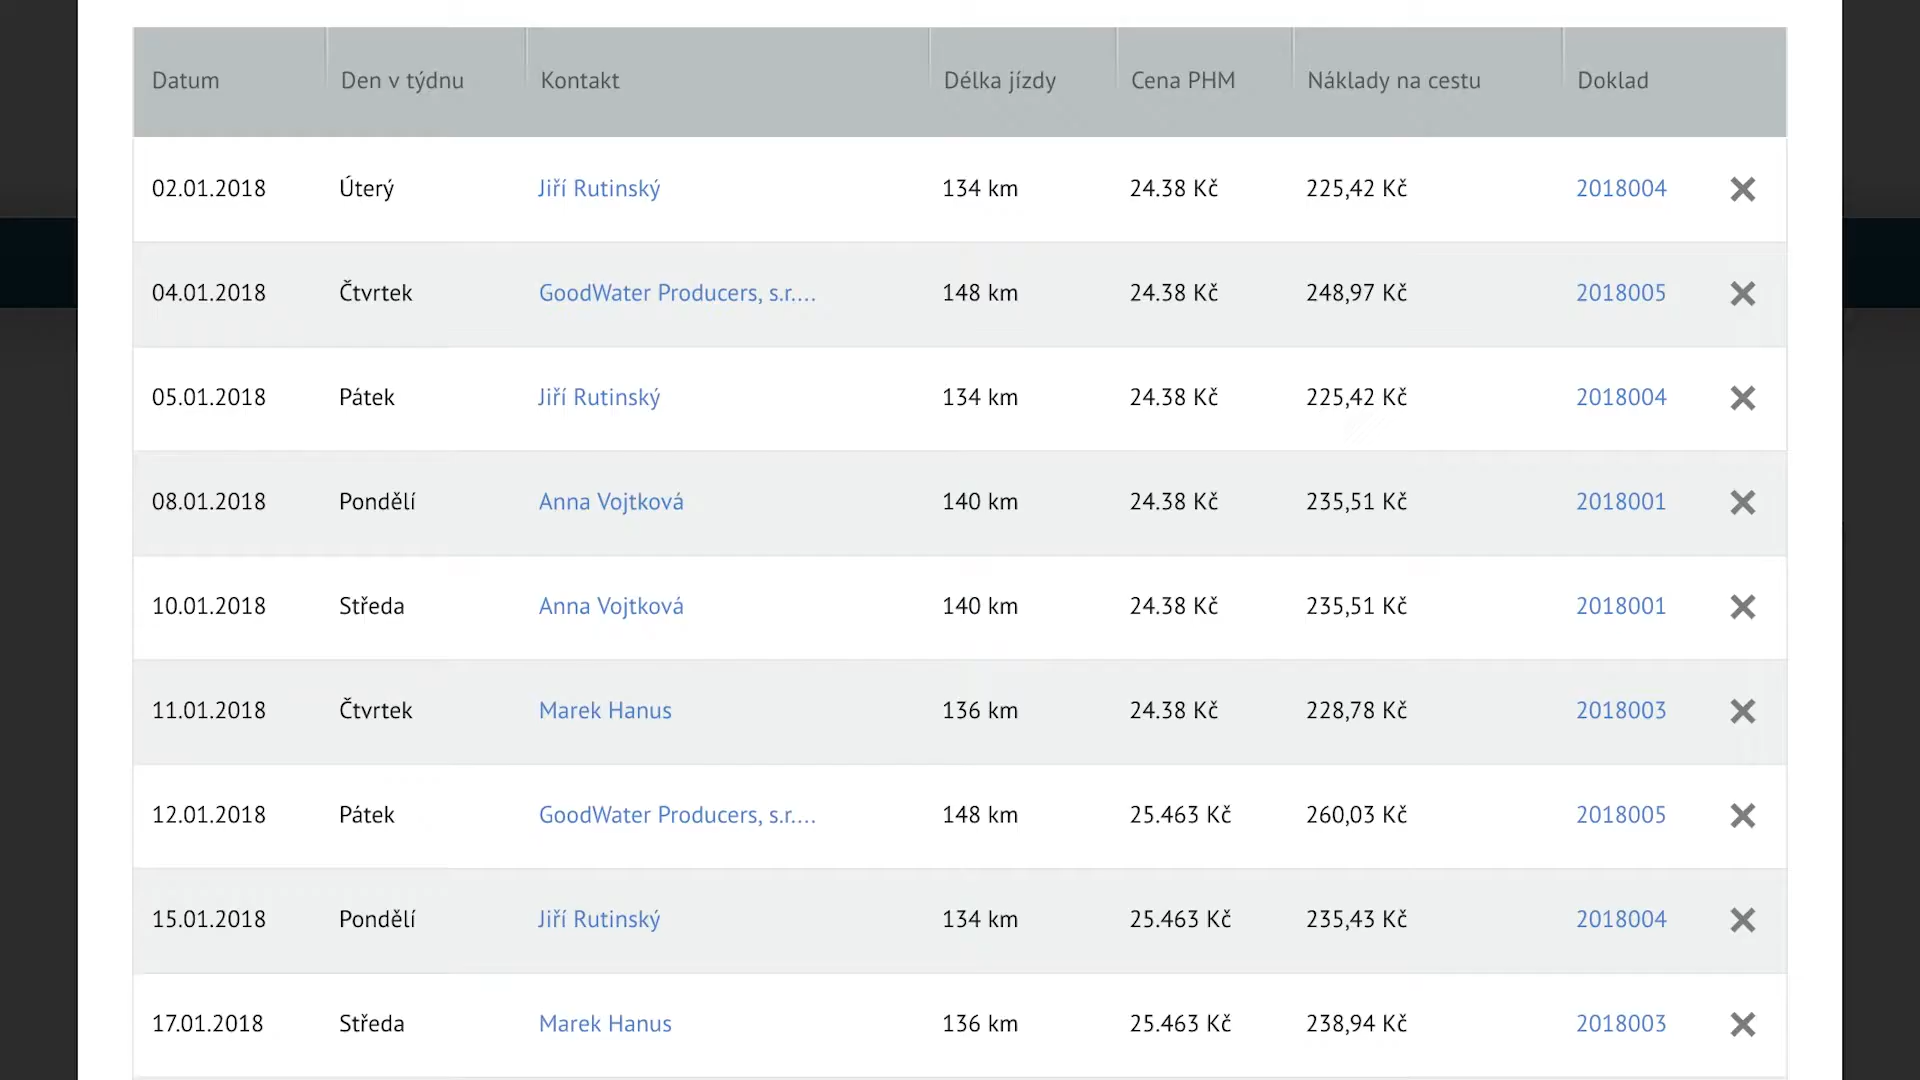 Datum Den v týdnu Kontakt Délka jízdy Cena PHM Náklady na cestu Doklad
02.01.2018 Úterý Jiří Rutinský 134 km 24.38 Kč 225,42 Kč 2018004
04.01.2018 Čtvrtek GoodWater Producers, s.r.... 148 km 24.38 Kč 248,97 Kč 2018005
05.01.2018 Pátek Jiří Rutinský 134 km 24.38 Kč 225,42 Kč 2018004
08.01.2018 Pondělí Anna Vojtková 140 km 24.38 Kč 235,51 Kč 2018001
10.01.2018 Středa Anna Vojtková 140 km 24.38 Kč 235,51 Kč 2018001
11.01.2018 Čtvrtek Marek Hanus 136 km 24.38 Kč 228,78 Kč 2018003
12.01.2018 Pátek GoodWater Producers, s.r.... 148 km 25.463 Kč 260,03 Kč 2018005
15.01.2018 Pondělí Jiří Rutinský 134 km 25.463 Kč 235,43 Kč 2018004
17.01.2018 Středa Marek Hanus 136 km 25.463 Kč 238,94 Kč 2018003